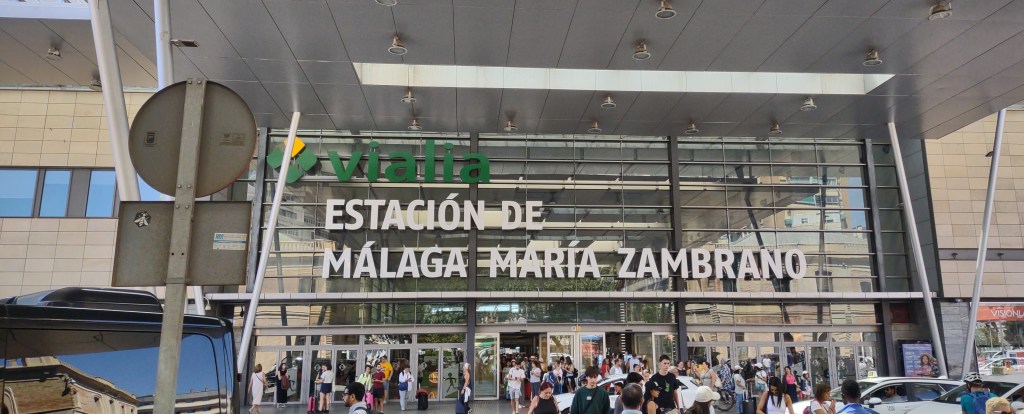 vialia
ESTACIÓN DE
MÁLAGA MARÍA ZAMBRANO